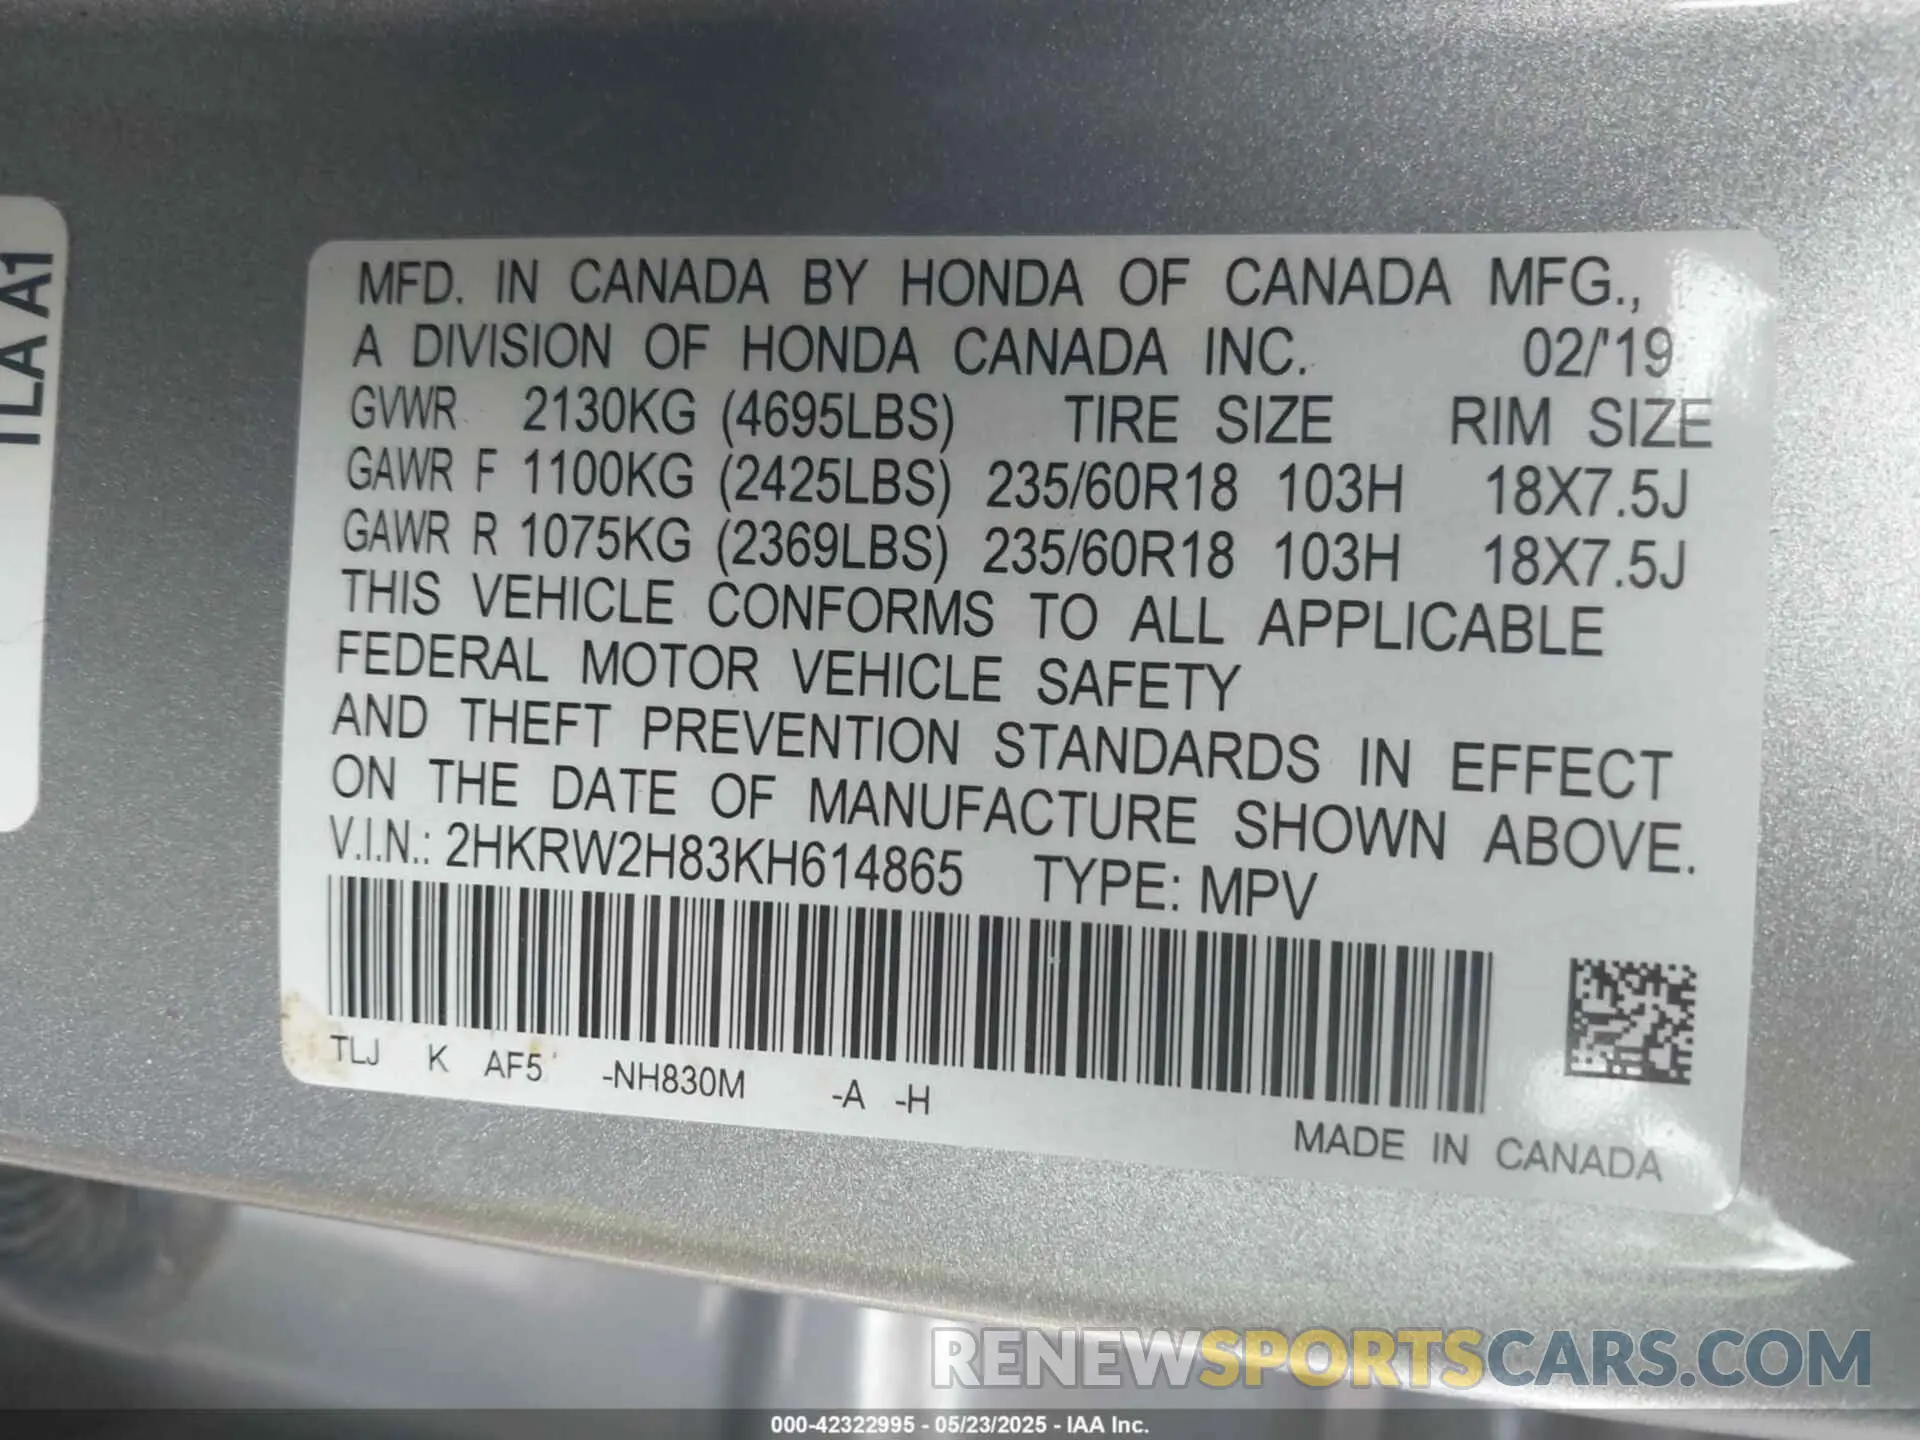 TLA A1
MFD. IN CANADA BY HONDA OF CANADA MFG.,
A DIVISION OF HONDA CANADA INC. 02/'19
GVWR 2130KG (4695LBS) TIRE SIZE RIM SIZE
GAWR F 1100KG (2425LBS) 235/60R18 103H 18X7.5J
GAWR R 1075KG (2369LBS) 235/60R18 103H 18X7.5J
THIS VEHICLE CONFORMS TO ALL APPLICABLE
FEDERAL MOTOR VEHICLE SAFETY
AND THEFT PREVENTION STANDARDS IN EFFECT
ON THE DATE OF MANUFACTURE SHOWN ABOVE.
V.I.N.: 2HKRW2H83KH614865 TYPE: MPV
TLJ K AF5 -NH830M -A -H
MADE IN CANADA
RENEWSPORTSCARS.COM
000-42322995 - 05/23/2025 - IAA Inc.